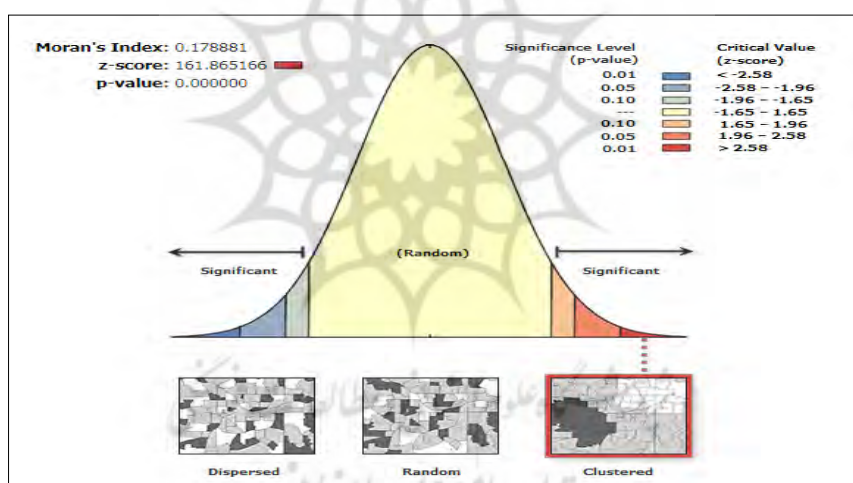 Moran's Index: 0.178881
z-score: 161.865166
p-value: 0.000000
Significance Level
(p-value)
Critical Value
(z-score)
0.01 < -2.58
0.05 -2.58 – -1.96
0.10 -1.96 – -1.65
--- -1.65 – 1.65
0.10 1.65 – 1.96
0.05 1.96 – 2.58
0.01 > 2.58
(Random)
Significant
Significant
Dispersed
Random
Clustered